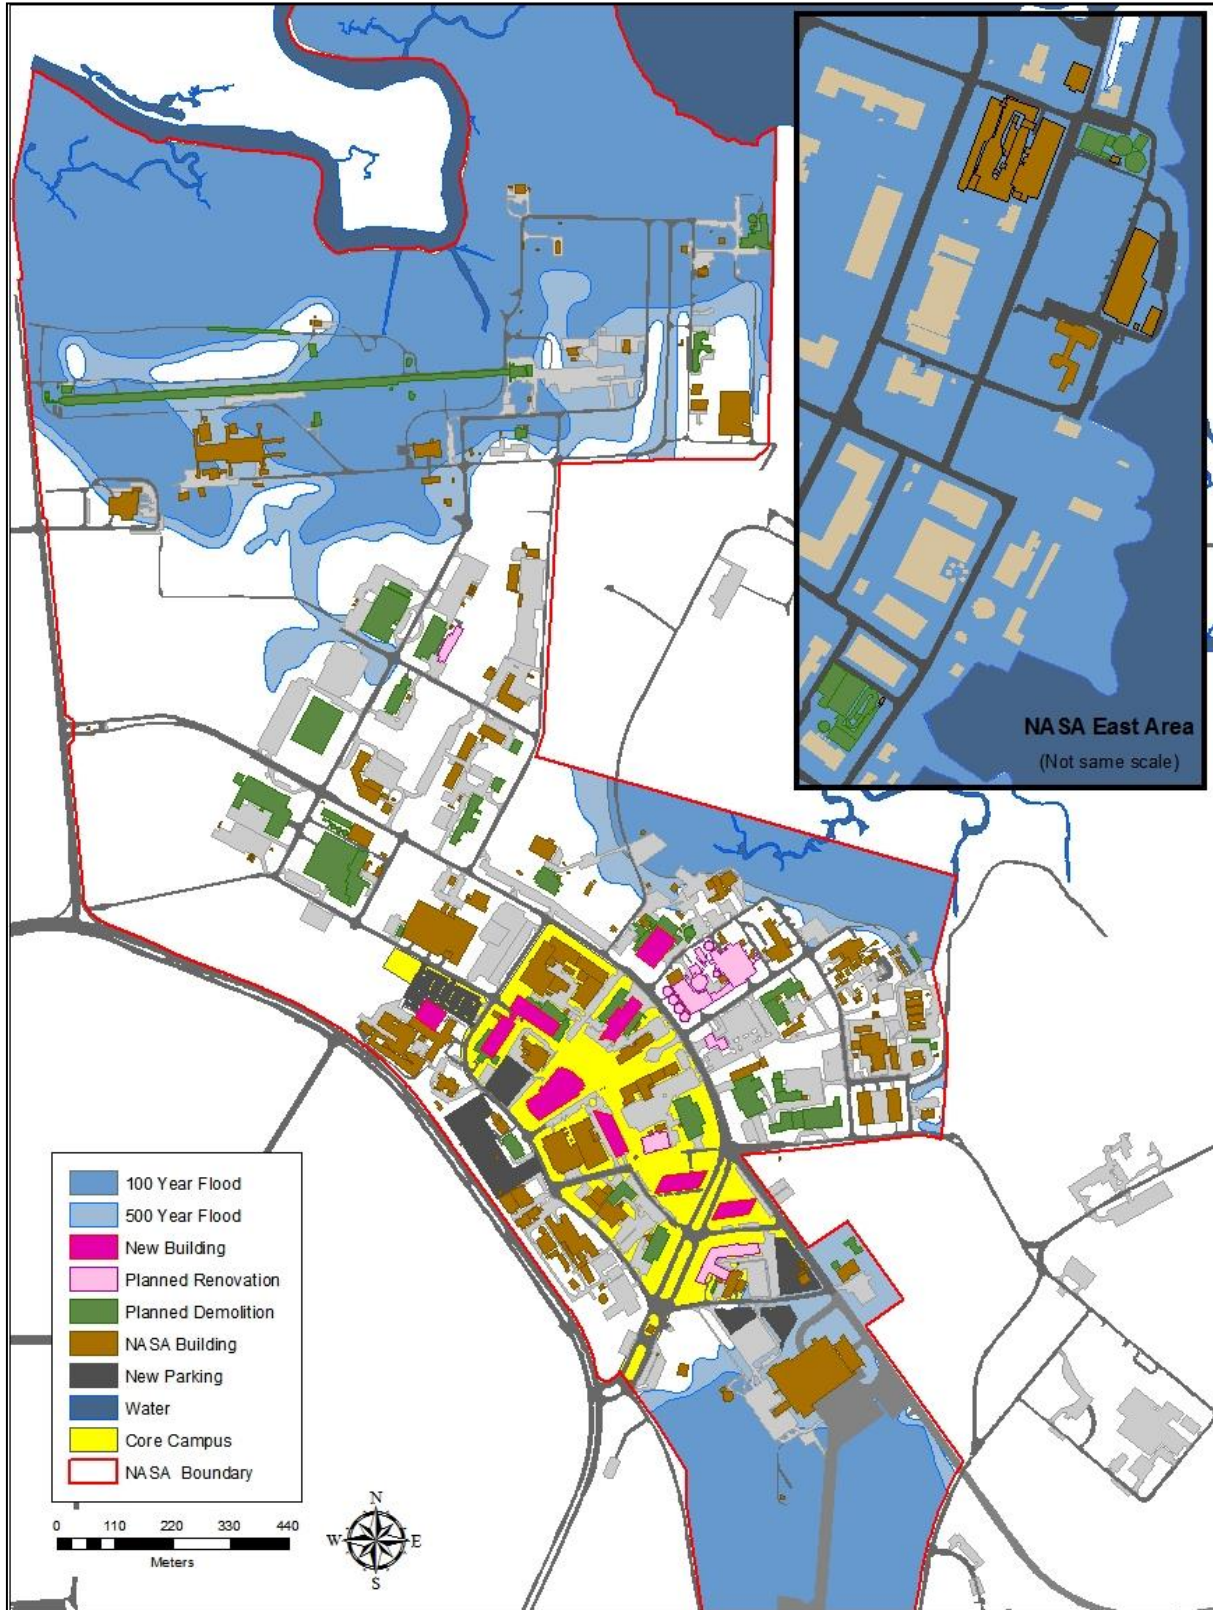 NASA East Area
(Not same scale)
100 Year Flood
500 Year Flood
New Building
Planned Renovation
Planned Demolition
NASA Building
New Parking
Water
Core Campus
NASA Boundary
0 110 220 330 440
Meters
N
W E
S